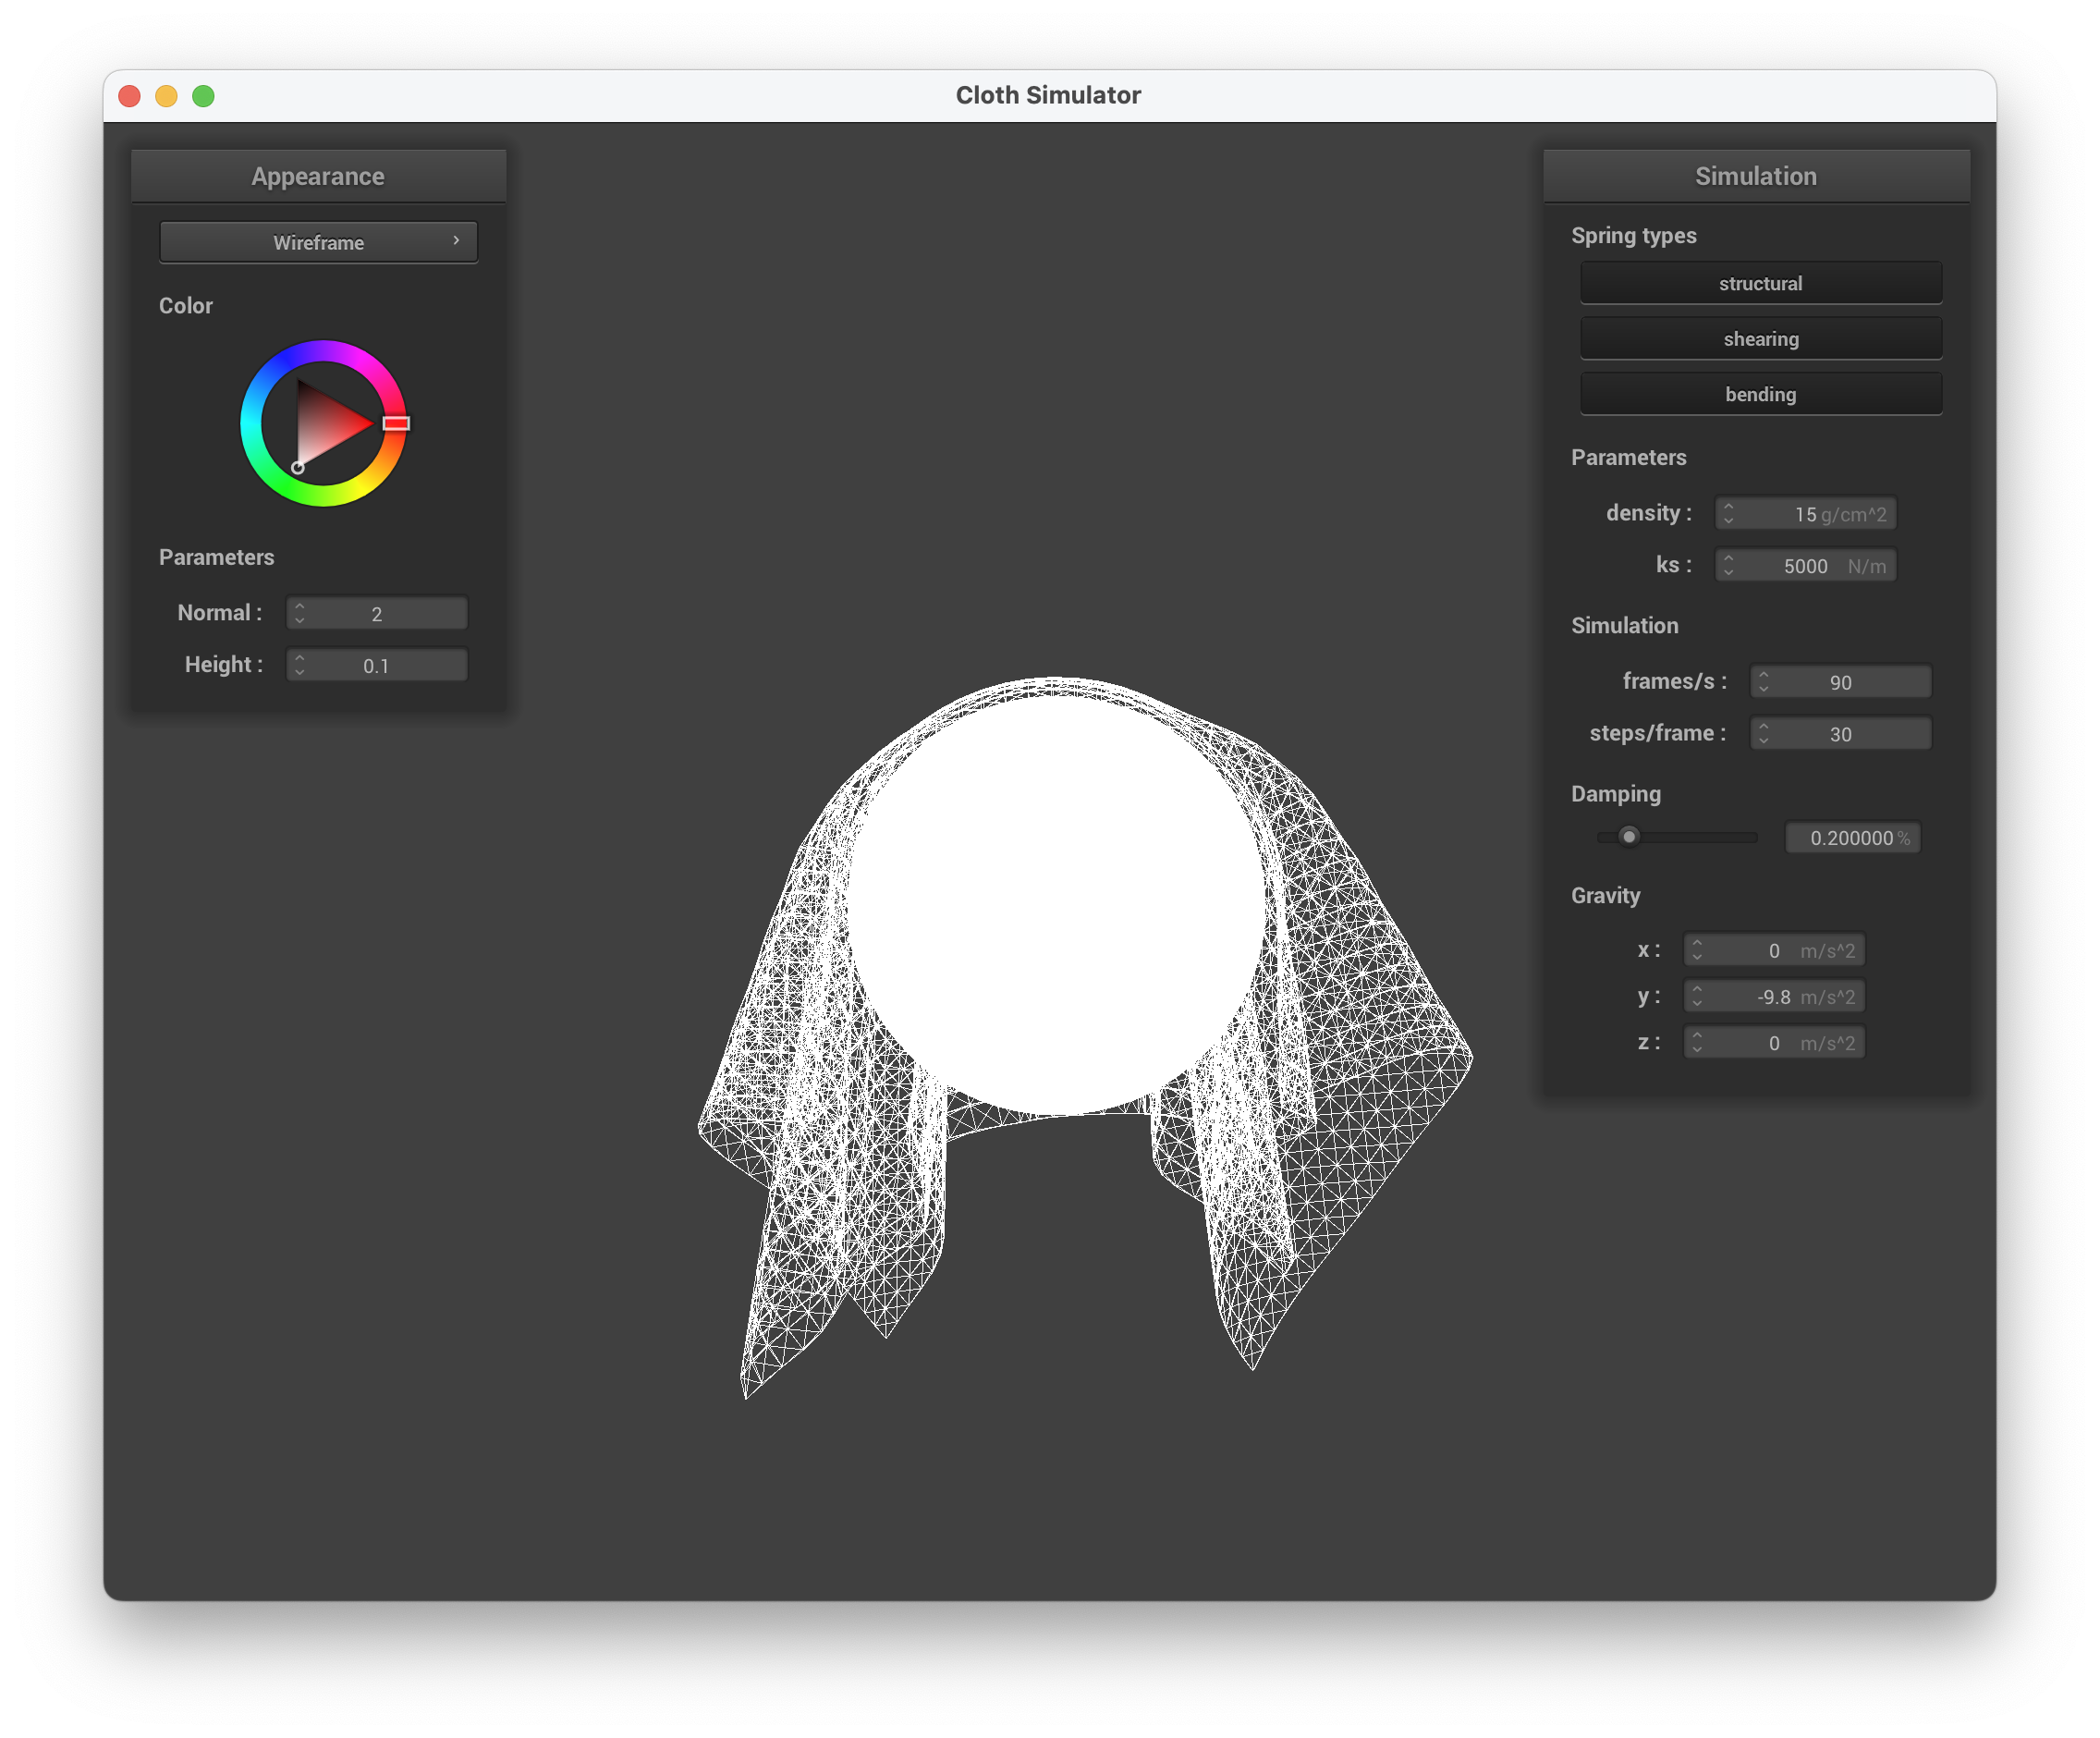 Cloth Simulator
Appearance
Wireframe ›
Color
Parameters
Normal : 2
Height : 0.1
Simulation
Spring types
structural
shearing
bending
Parameters
density : 15 g/cm^2
ks : 5000 N/m
Simulation
frames/s : 90
steps/frame : 30
Damping
0.200000 %
Gravity
x : 0 m/s^2
y : -9.8 m/s^2
z : 0 m/s^2